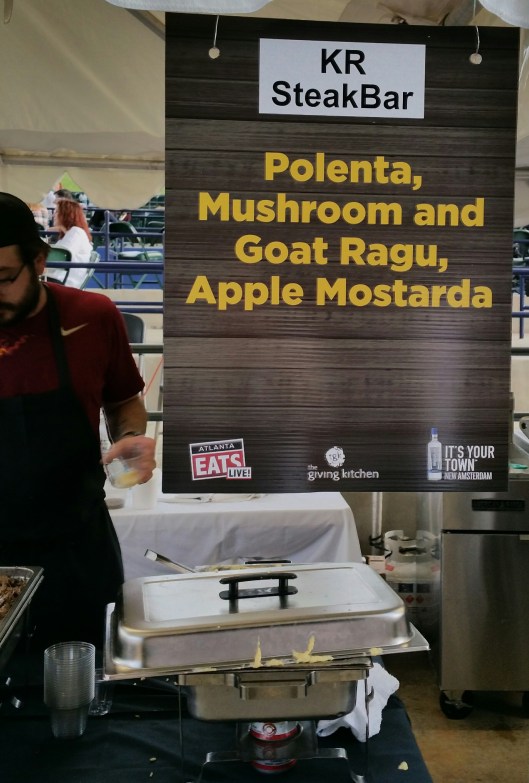 KR
SteakBar
Polenta,
Mushroom and
Goat Ragu,
Apple Mostarda
ATLANTA
EATS
LIVE!
the
gk
giving kitchen
IT'S YOUR
TOWN
NEW AMSTERDAM